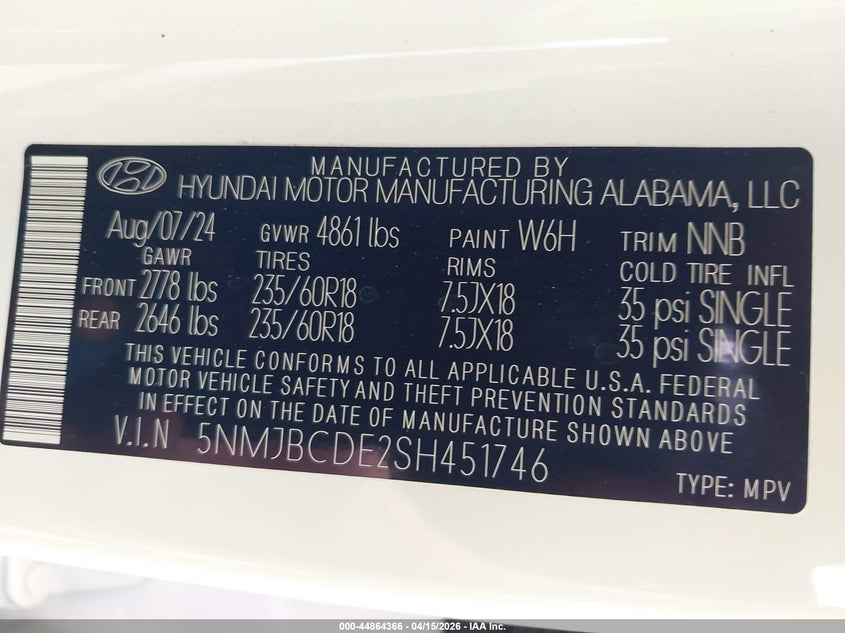 MANUFACTURED BY
HYUNDAI MOTOR MANUFACTURING ALABAMA, LLC
Aug/07/24 GVWR 4861 lbs PAINT W6H TRIM NNB
GAWR TIRES RIMS COLD TIRE INFL
FRONT 2778 lbs 235/60R18 7.5JX18 35 psi SINGLE
REAR 2646 lbs 235/60R18 7.5JX18 35 psi SINGLE
THIS VEHICLE CONFORMS TO ALL APPLICABLE U.S.A. FEDERAL
MOTOR VEHICLE SAFETY AND THEFT PREVENTION STANDARDS
IN EFFECT ON THE DATE OF MANUFACTURE SHOWN ABOVE
V.I.N 5NMJBCDE2SH451746
TYPE: MPV
000-44864366 - 04/15/2026 - IAA Inc.